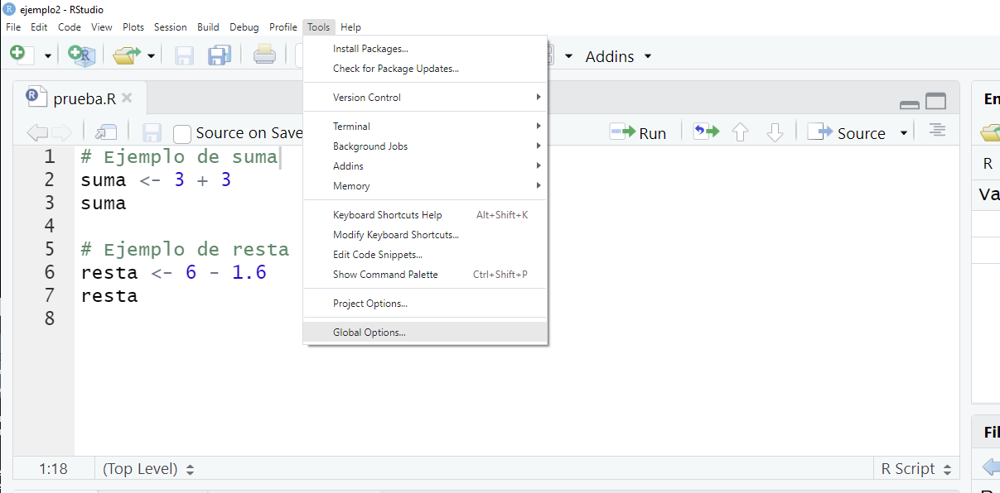 R ejemplo2 - RStudio
File Edit Code View Plots Session Build Debug Profile Tools Help
R Addins
Install Packages...
Check for Package Updates...
Version Control
Terminal
Background Jobs
Addins
Memory
Keyboard Shortcuts Help Alt+Shift+K
Modify Keyboard Shortcuts...
Edit Code Snippets...
Show Command Palette Ctrl+Shift+P
Project Options...
Global Options...
R prueba.R
Source on Save Run Source
1 # Ejemplo de suma
2 suma <- 3 + 3
3 suma
4
5 # Ejemplo de resta
6 resta <- 6 - 1.6
7 resta
8
1:18 (Top Level) R Script
En
R
Va
Fil